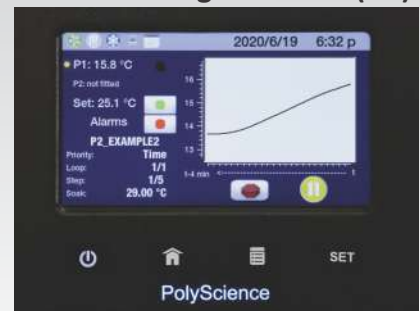 2020/6/19 6:32 p
P1: 15.8 °C
P2: not fitted
Set: 25.1 °C
Alarms
P2_EXAMPLE2
Priority: Time
Loop: 1/1
Step: 1/5
Soak: 29.00 °C
16
15
14
13
1-4 min 1
SET
PolyScience